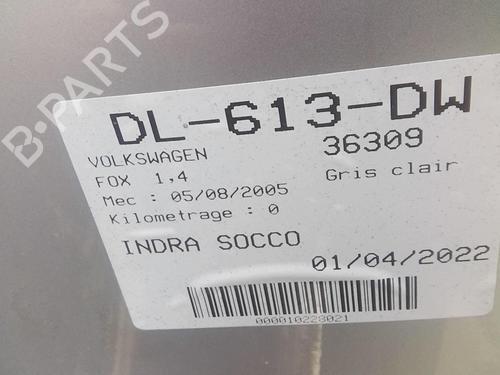 B-PARTS
DL-613-DW
VOLKSWAGEN 36309
FOX 1,4 Gris clair
Mec : 05/08/2005
Kilometrage : 0
INDRA SOCCO
01/04/2022
000010228021